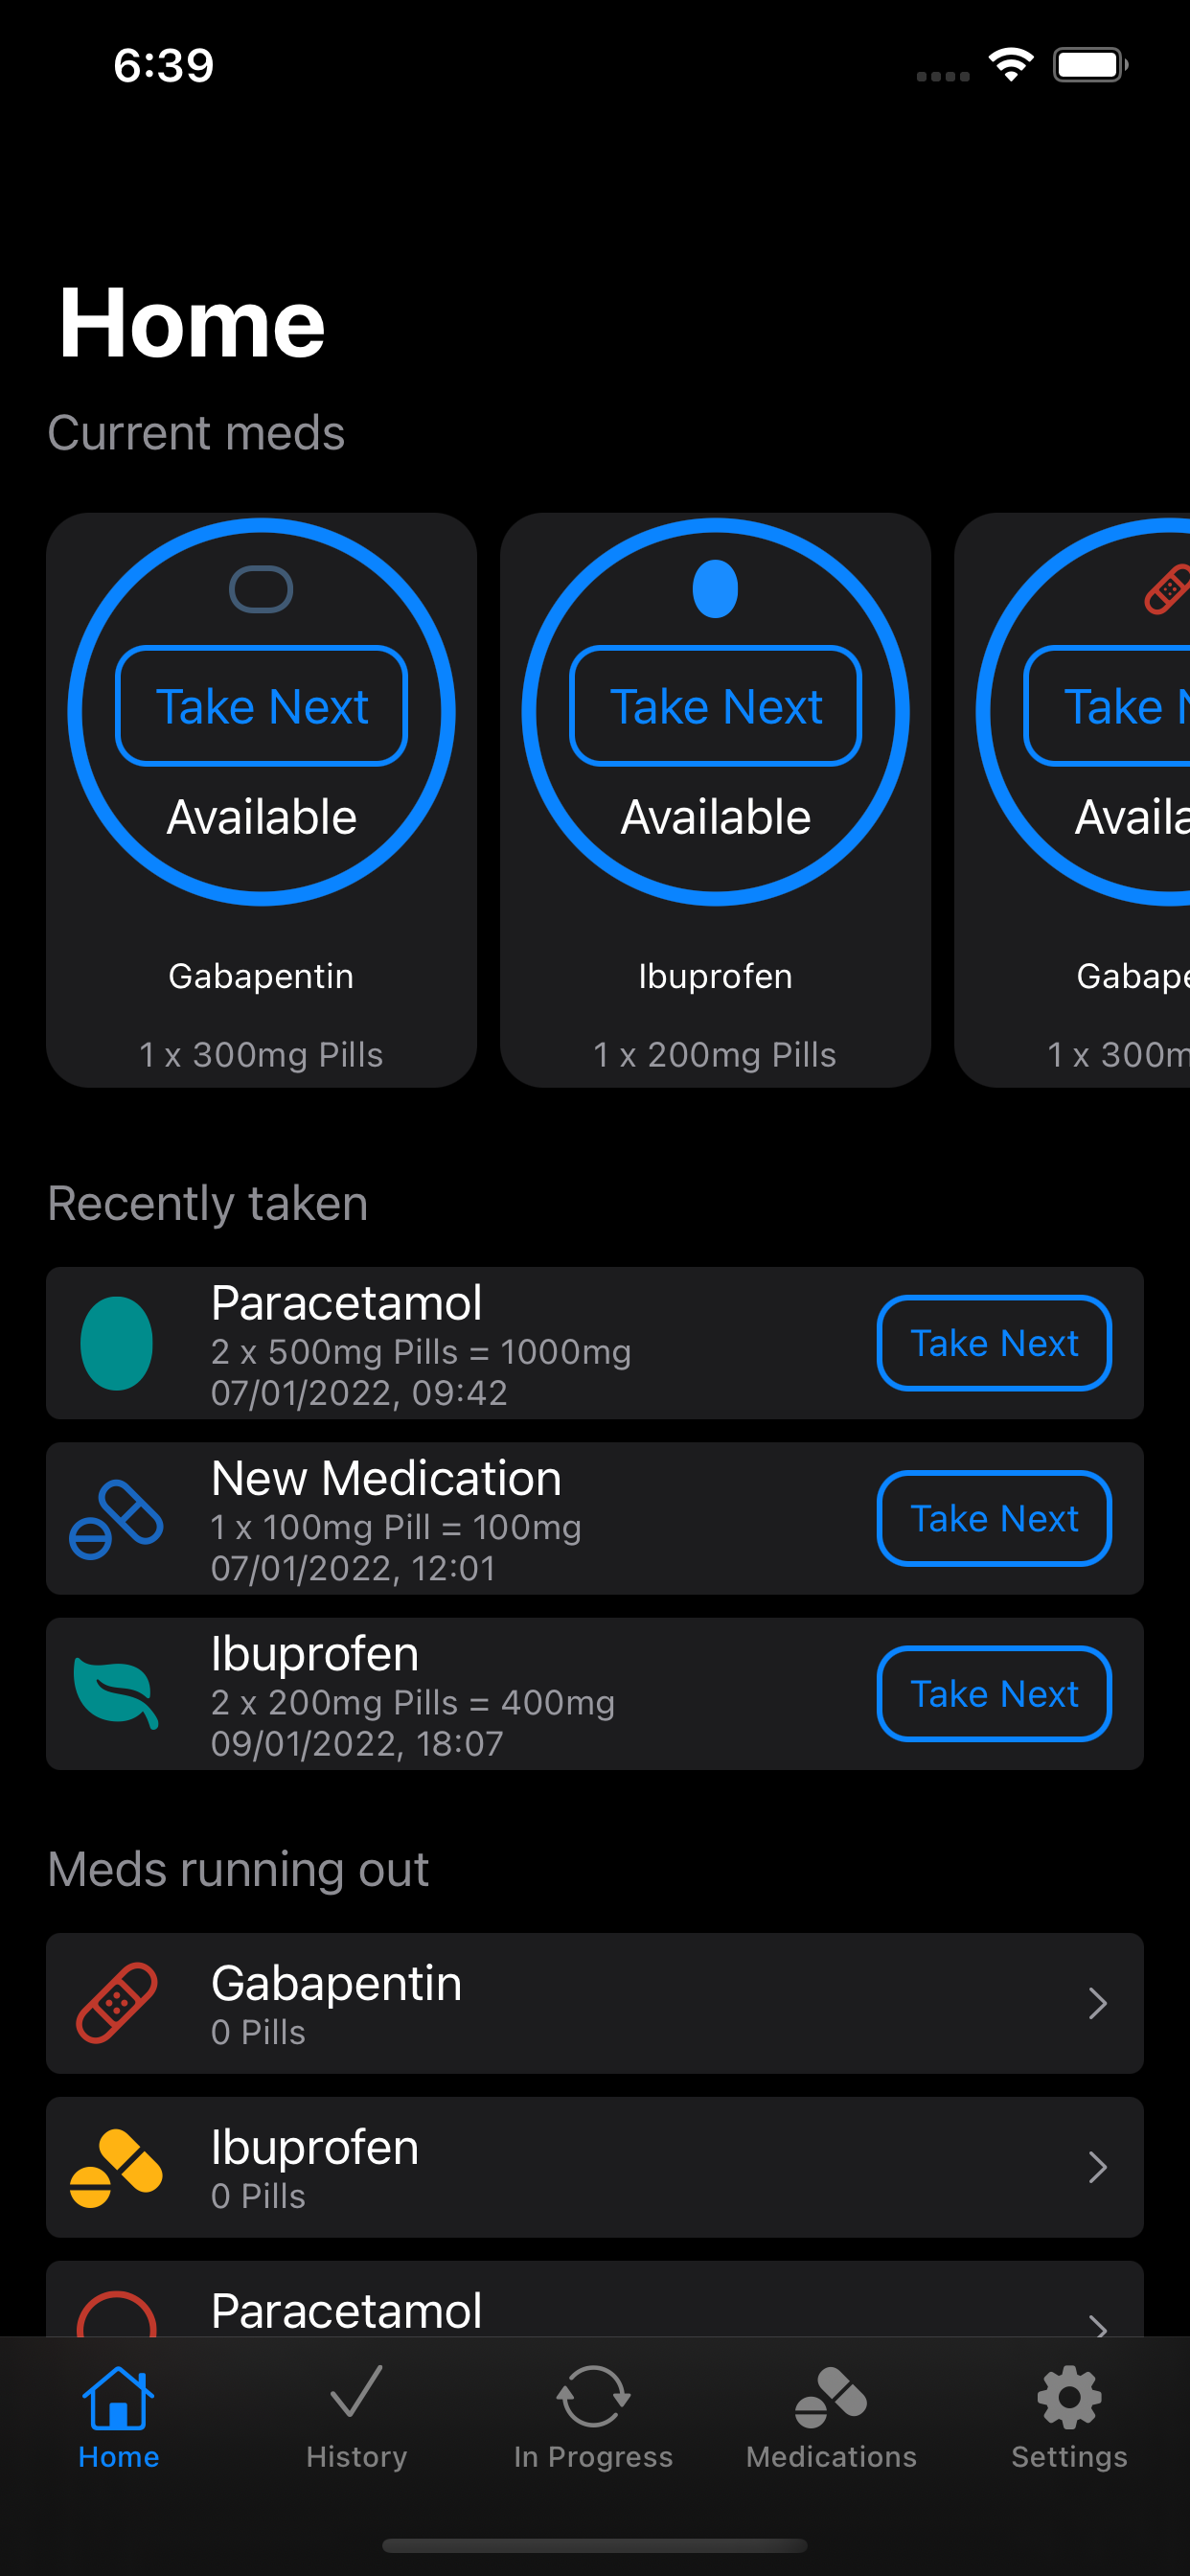 6:39
Home
Current meds
Take Next
Available
Gabapentin
1 x 300mg Pills
Take Next
Available
Ibuprofen
1 x 200mg Pills
Take N
Availa
Gabape
1 x 300m
Recently taken
Paracetamol
2 x 500mg Pills = 1000mg
07/01/2022, 09:42
Take Next
New Medication
1 x 100mg Pill = 100mg
07/01/2022, 12:01
Take Next
Ibuprofen
2 x 200mg Pills = 400mg
09/01/2022, 18:07
Take Next
Meds running out
Gabapentin
0 Pills
Ibuprofen
0 Pills
Paracetamol
Home
History
In Progress
Medications
Settings